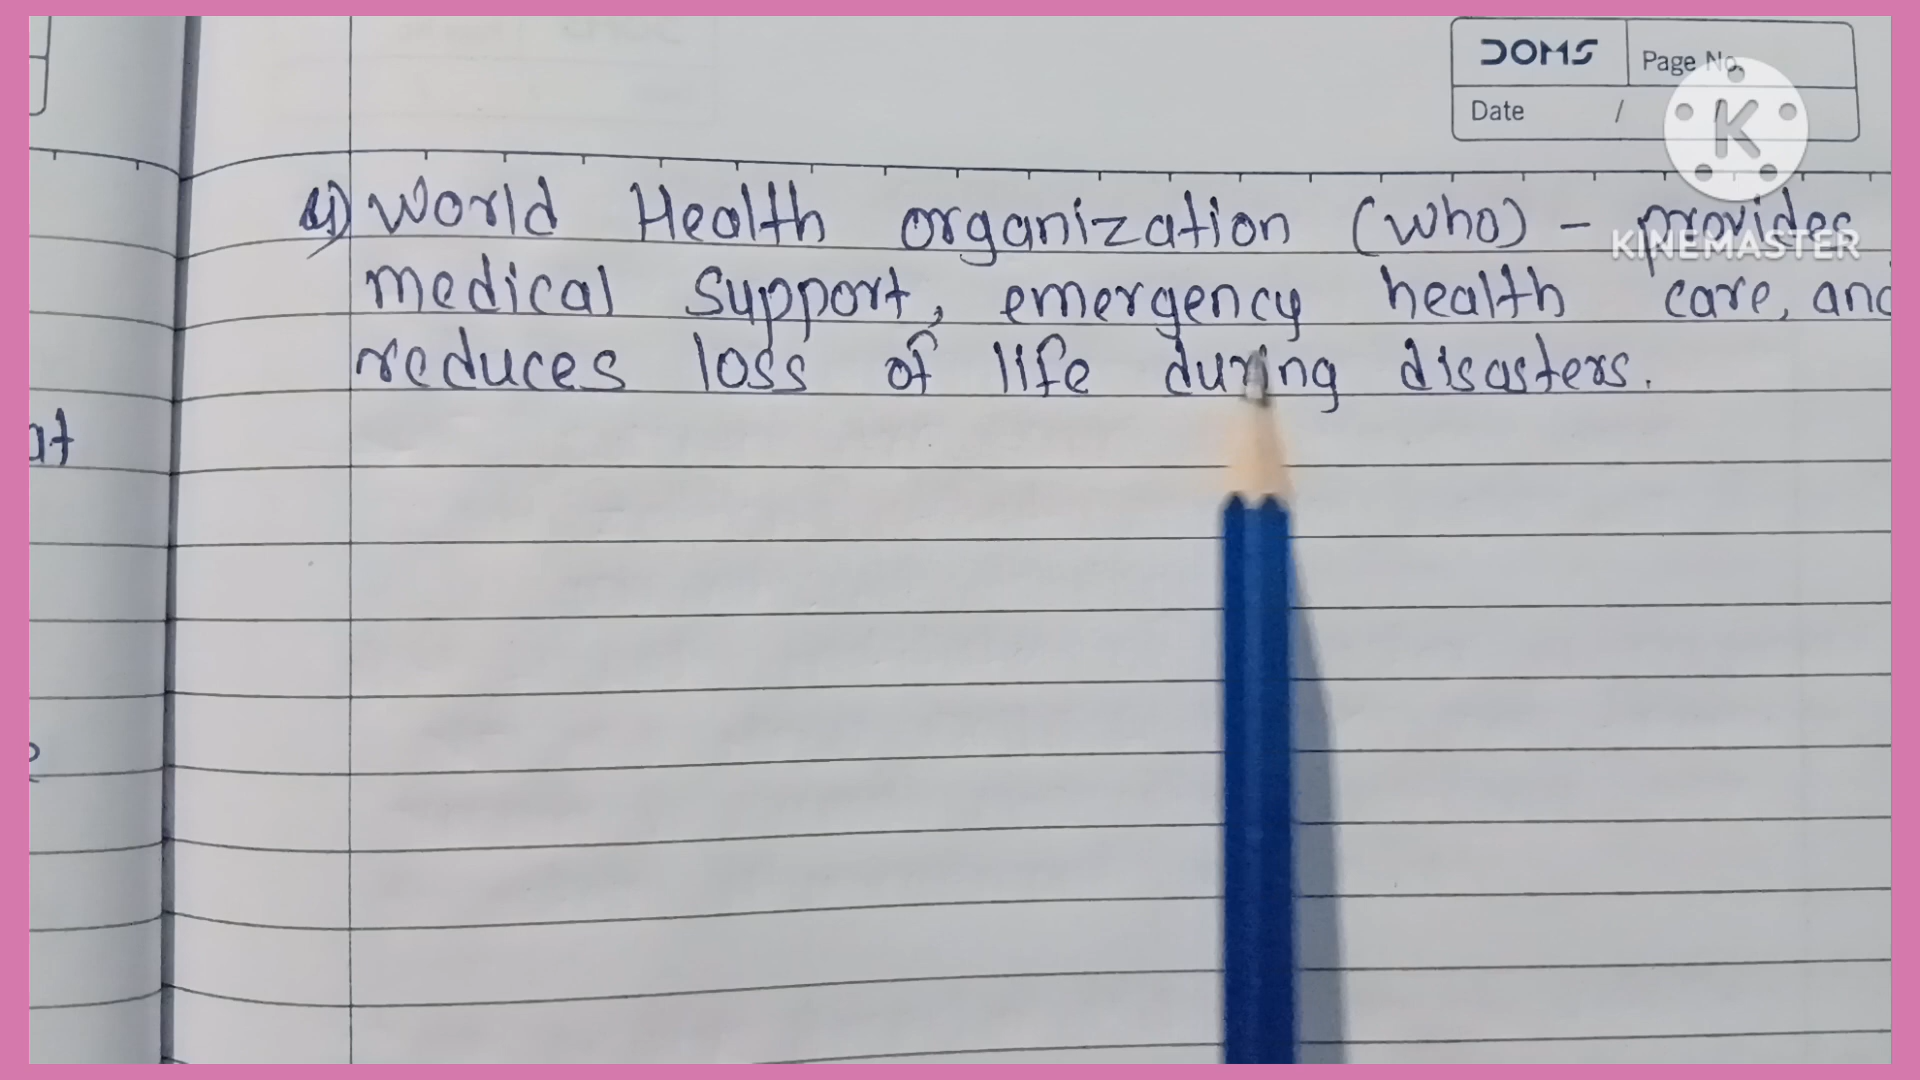 DOMS
Page No.
Date / /
K
4) World Health organization (who) - provides
KINEMASTER
medical support, emergency health care, and
reduces loss of life during disasters.
at